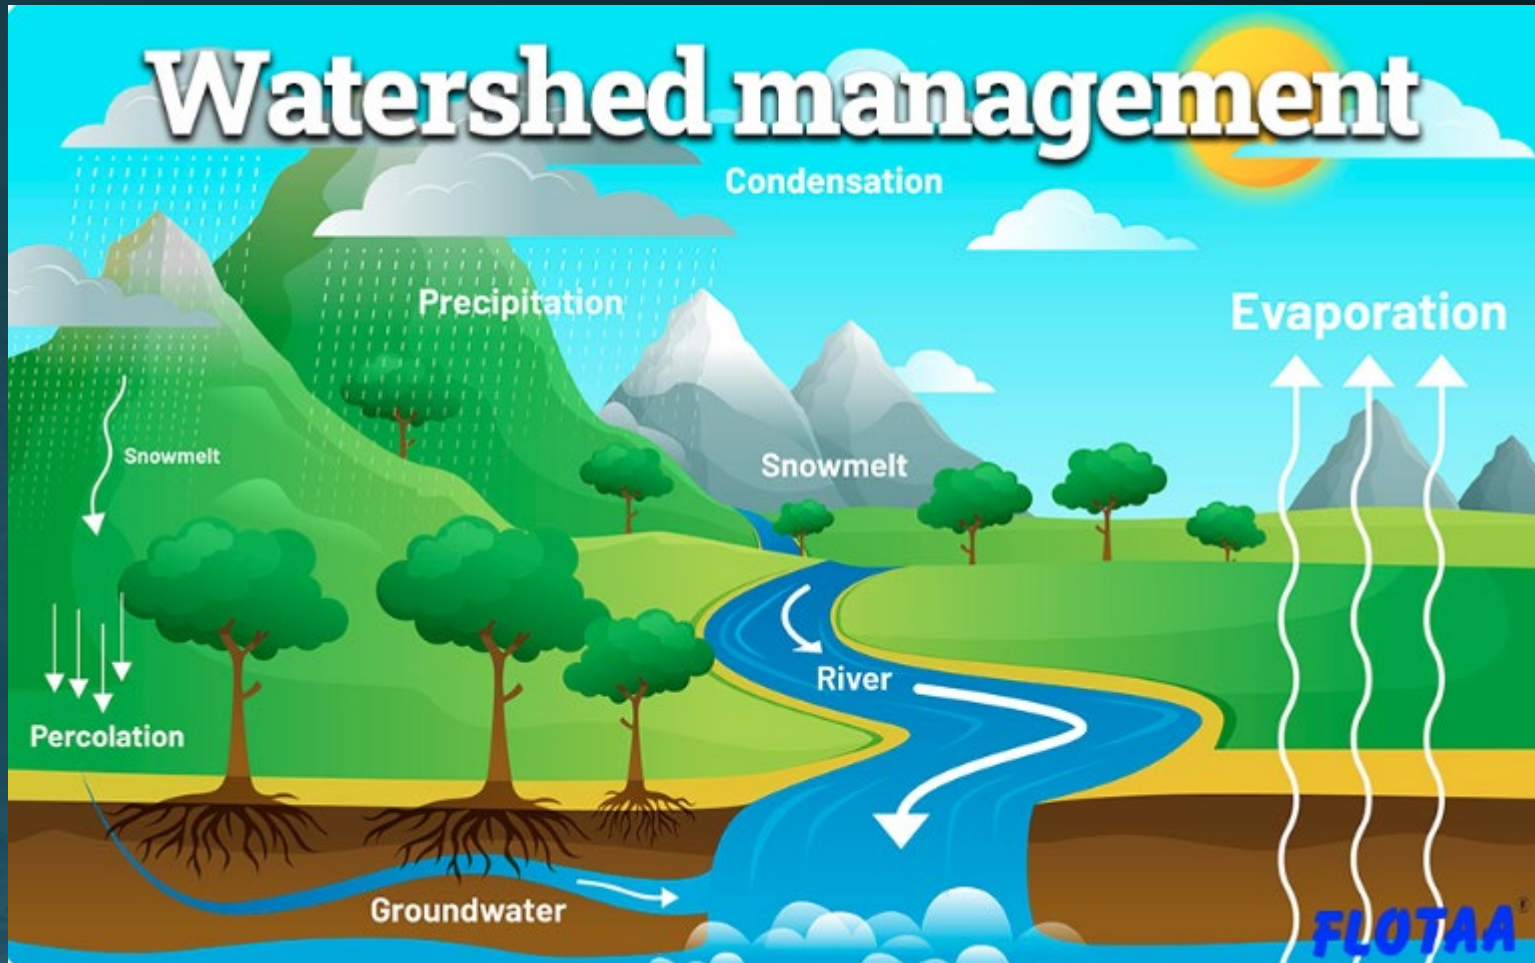 Watershed management
Condensation
Precipitation
Evaporation
Snowmelt
Snowmelt
River
Percolation
Groundwater
FLOTAA